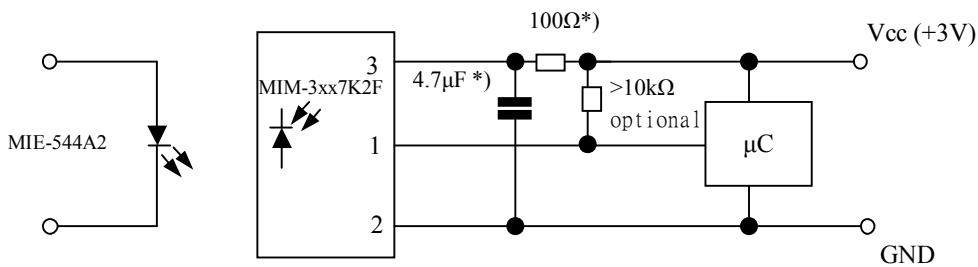 100Ω*)
Vcc (+3V)
3
MIM-3xx7K2F
4.7μF *)
>10kΩ
optional
MIE-544A2
1
μC
2
GND